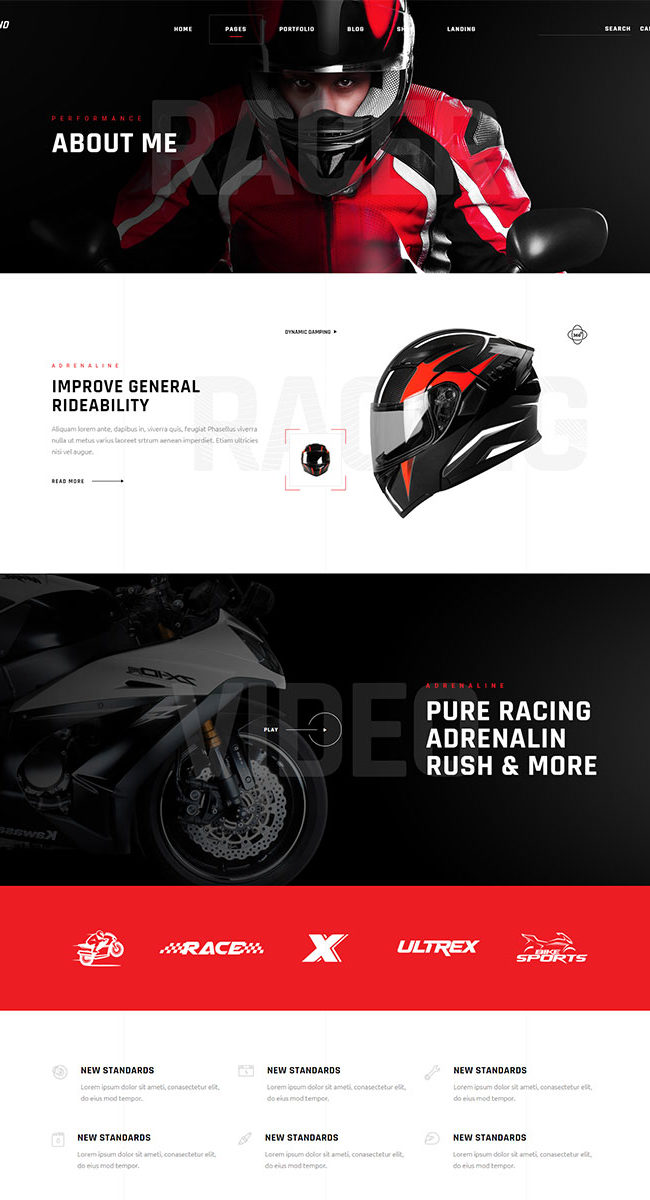 HOME
PAGES
PORTFOLIO
BLOG
SH
LANDING
SEARCH
RACER
PERFORMANCE
ABOUT ME
DYNAMIC DAMPING
RACING
ADRENALINE
IMPROVE GENERAL
RIDEABILITY
Aliquam lorem ante, dapibus in, viverra quis, feugiat Phasellus viverra
nulla ut metus varius laoreet srtrum aenean imperdiet. Etiam ultricies
nisi vel augue.
READ MORE
VIDEO
PLAY
ADRENALINE
PURE RACING
ADRENALIN
RUSH & MORE
Kawasa
RACE
X
ULTREX
BIKE
SPORTS
NEW STANDARDS
Lorem ipsum dolor sit ameti, consasectetur elit,
do eius mod tempor.
NEW STANDARDS
Lorem ipsum dolor sit ameti, conasectetur elit,
do eius mod tempor.
NEW STANDARDS
Lorem ipsum dolor sit ameti, conasectetur elit,
do eius mod tempor.
NEW STANDARDS
Lorem ipsum dolor sit ameti, conasectetur elit,
do eius mod tempor.
NEW STANDARDS
Lorem ipsum dolor sit ameti, conasectetur elit,
do eius mod tempor.
NEW STANDARDS
Lorem ipsum dolor sit ameti, conasectetur elit,
do eius mod tempor.